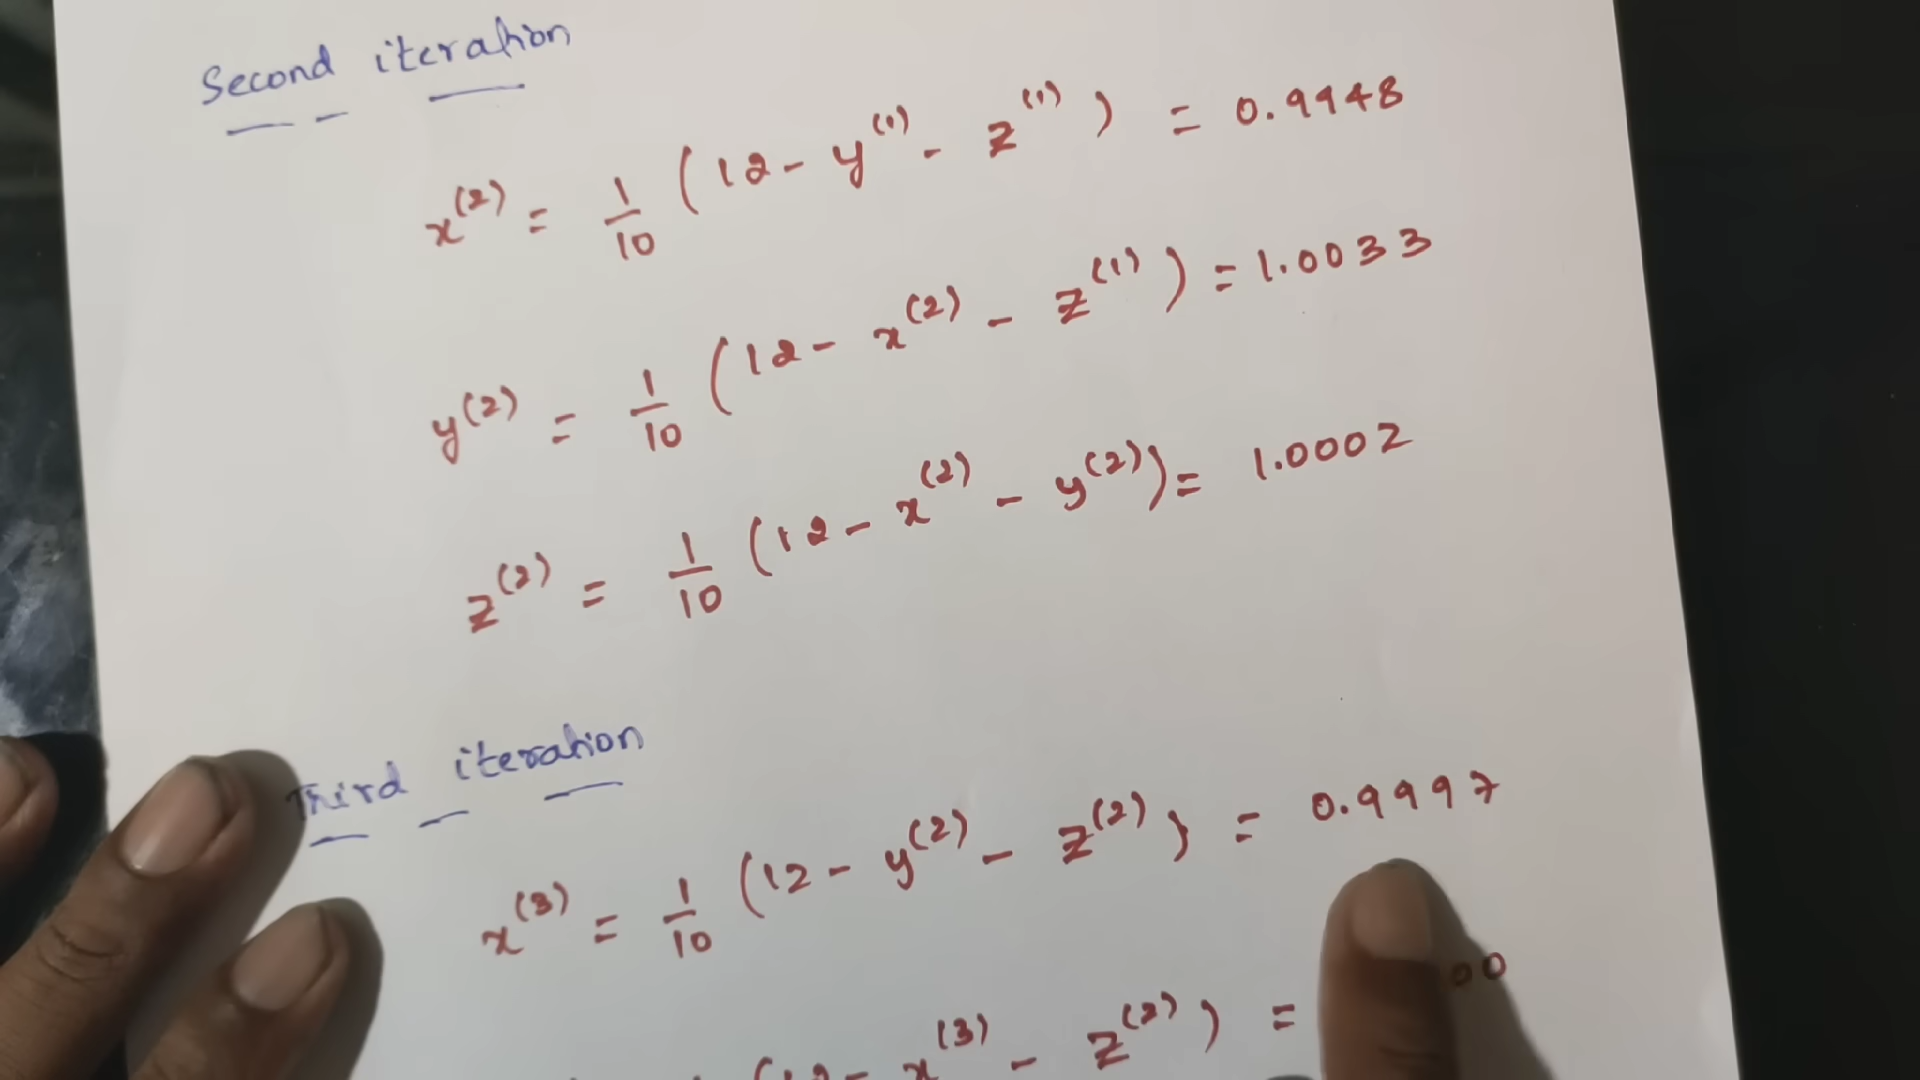 Second iteration
x^(2) = 1/10 (12 - y^(1) - z^(1)) = 0.9948
y^(2) = 1/10 (12 - x^(2) - z^(1)) = 1.0033
z^(2) = 1/10 (12 - x^(2) - y^(2)) = 1.0002
Third iteration
x^(3) = 1/10 (12 - y^(2) - z^(2)) = 0.9997
(12 - x^(3) - z^(2)) = 00